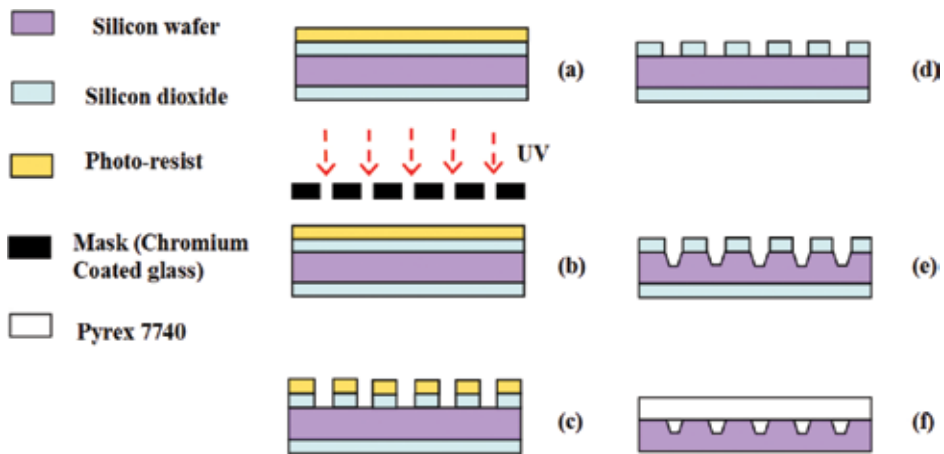 Silicon wafer
Silicon dioxide
Photo-resist
Mask (Chromium
Coated glass)
Pyrex 7740
(a)
UV
(b)
(c)
(d)
(e)
(f)